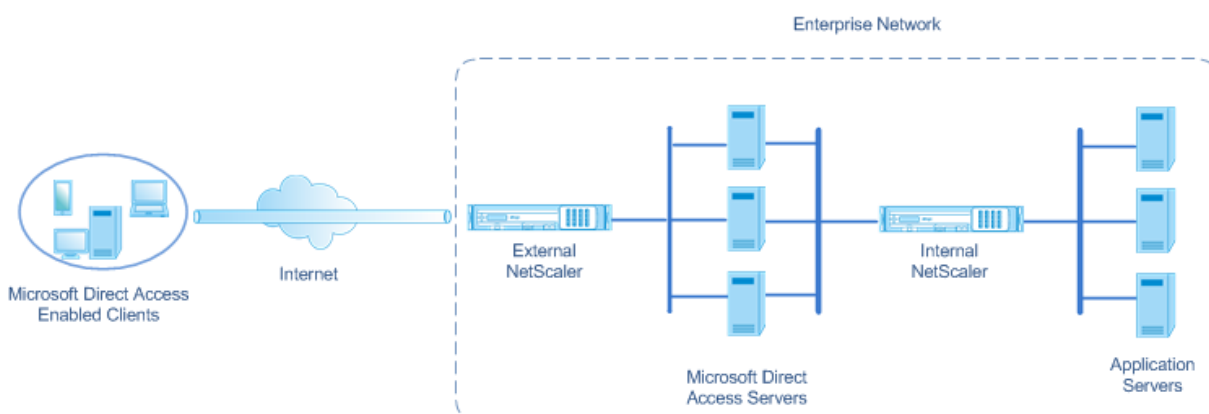 Enterprise Network
Microsoft Direct Access
Enabled Clients
Internet
External
NetScaler
Microsoft Direct
Access Servers
Internal
NetScaler
Application
Servers